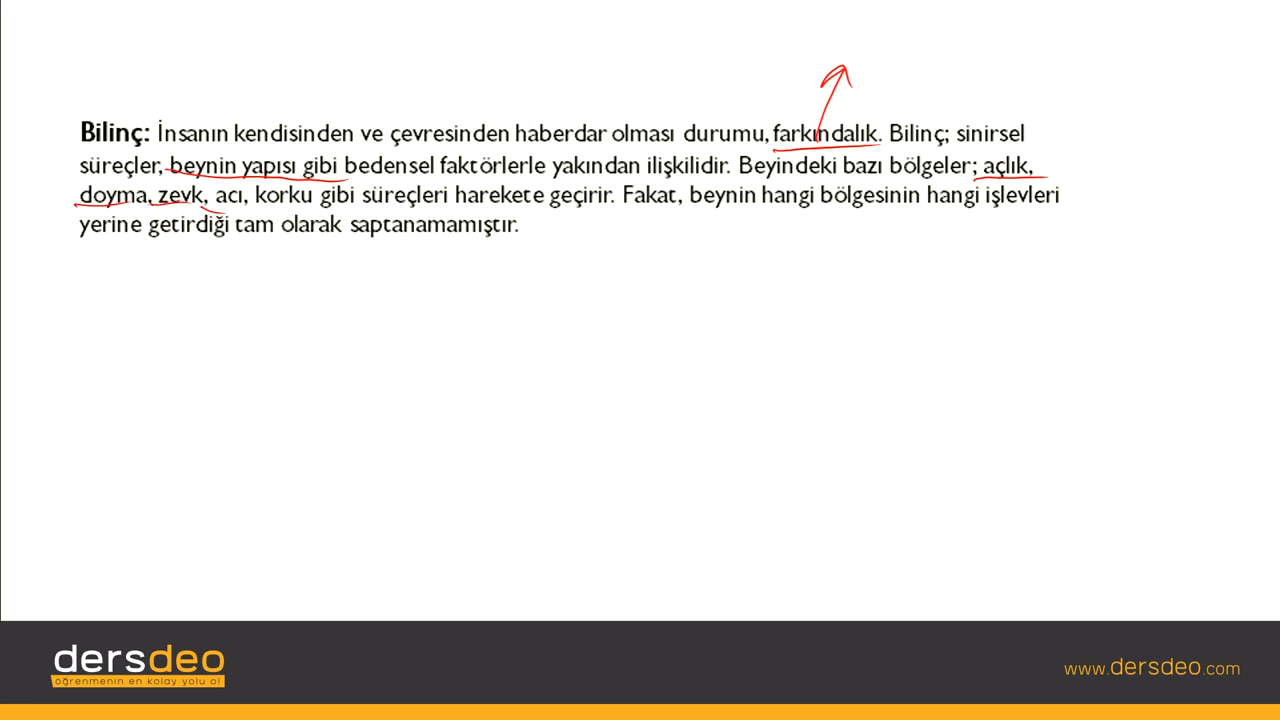 Bilinç: İnsanın kendisinden ve çevresinden haberdar olması durumu, farkındalık. Bilinç; sinirsel
süreçler, beynin yapısı gibi bedensel faktörlerle yakından ilişkilidir. Beyindeki bazı bölgeler; açlık,
doyma, zevk, acı, korku gibi süreçleri harekete geçirir. Fakat, beynin hangi bölgesinin hangi işlevleri
yerine getirdiği tam olarak saptanamamıştır.
dersdeo
öğrenmenin en kolay yolu o!
www.dersdeo.com